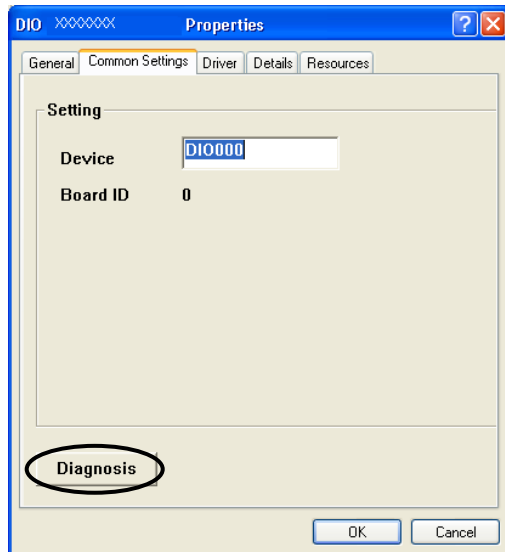 DIO XXXXXXX Properties
General Common Settings Driver Details Resources
Setting
Device DIO000
Board ID 0
Diagnosis
OK Cancel